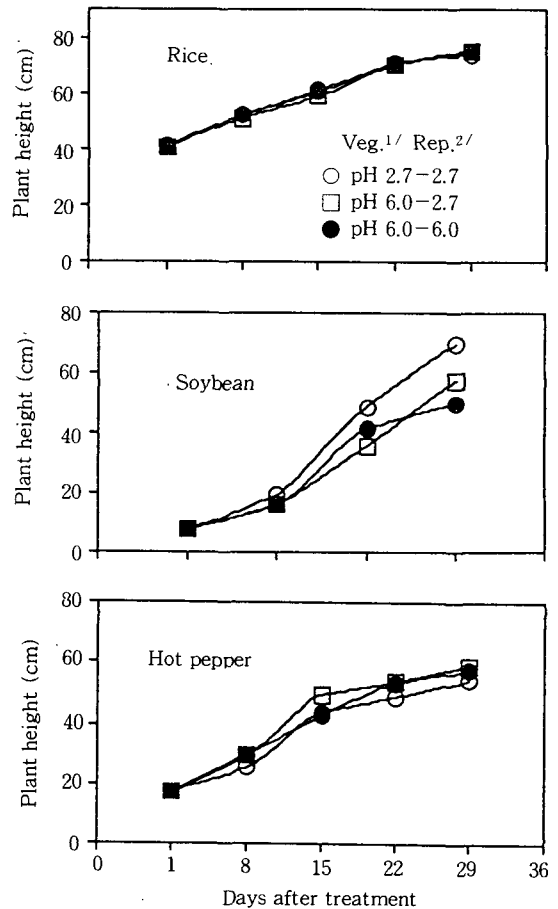 80
60
40
20
0
Plant height (cm)
Rice
Veg.1/ Rep.2/
pH 2.7-2.7
pH 6.0-2.7
pH 6.0-6.0
80
60
40
20
0
Plant height (cm)
Soybean
80
60
40
20
0
Plant height (cm)
Hot pepper
0 1 8 15 22 29 36
Days after treatment